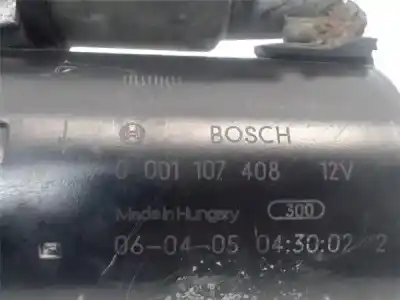 BOSCH
0 001 107 408 12V
Made in Hungary 300
06-04-05 04:30:02 2